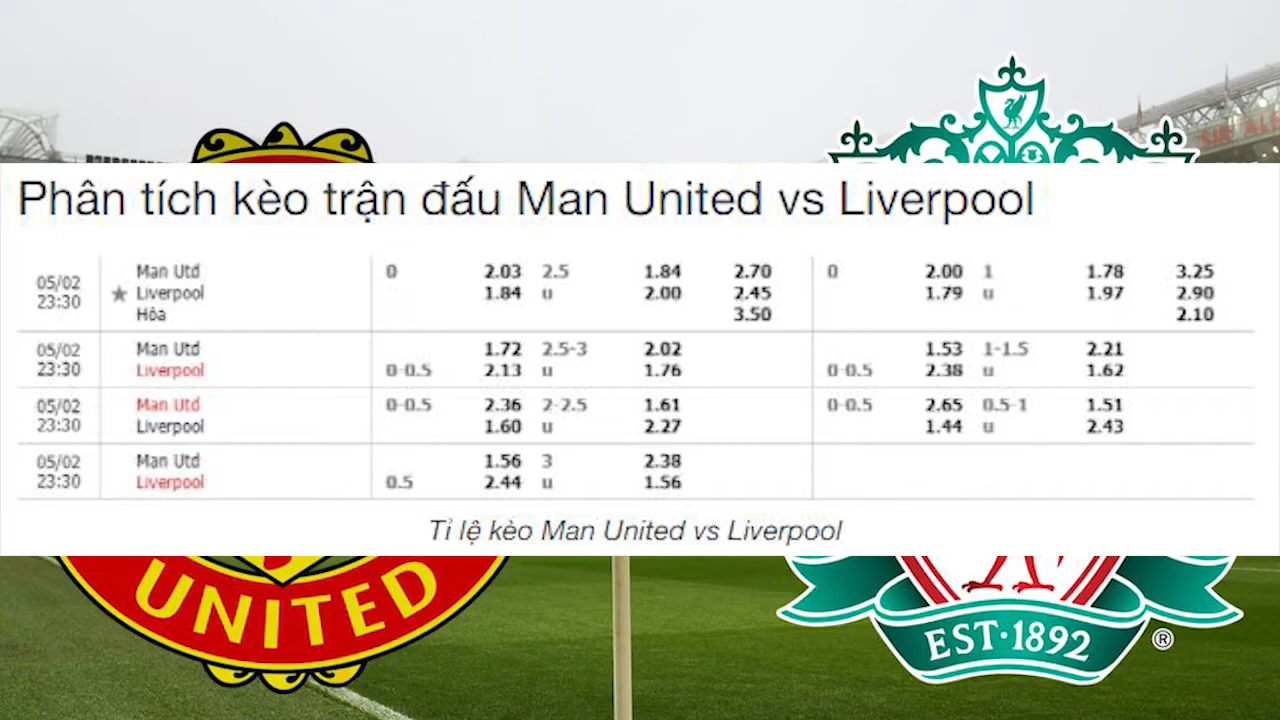 Phân tích kèo trận đấu Man United vs Liverpool
05/02 23:30 Man Utd 0 2.03 2.5 1.84 2.70 0 2.00 1 1.78 3.25
★ Liverpool 1.84 u 2.00 2.45 1.79 u 1.97 2.90
Hòa 3.50 2.10
05/02 Man Utd 1.72 2.5-3 2.02 1.53 1-1.5 2.21
23:30 Liverpool 0-0.5 2.13 u 1.76 0-0.5 2.38 u 1.62
05/02 Man Utd 0-0.5 2.36 2-2.5 1.61 0-0.5 2.65 0.5-1 1.51
23:30 Liverpool 1.60 u 2.27 1.44 u 2.43
05/02 Man Utd 1.56 3 2.38
23:30 Liverpool 0.5 2.44 u 1.56
Tỉ lệ kèo Man United vs Liverpool
UNITED
EST·1892 ®